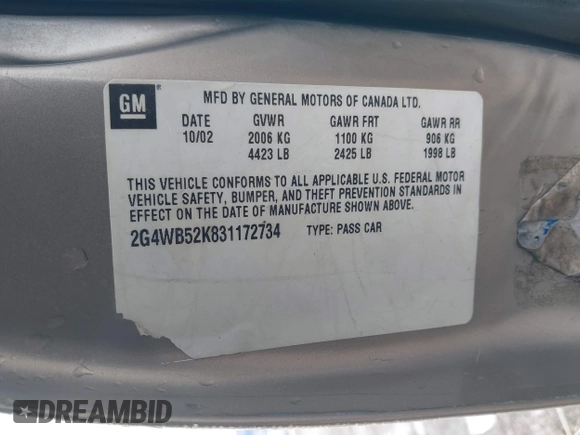 GM
®
MFD BY GENERAL MOTORS OF CANADA LTD.
DATE GVWR GAWR FRT GAWR RR
10/02 2006 KG 1100 KG 906 KG
4423 LB 2425 LB 1998 LB
THIS VEHICLE CONFORMS TO ALL APPLICABLE U.S. FEDERAL MOTOR
VEHICLE SAFETY, BUMPER, AND THEFT PREVENTION STANDARDS IN
EFFECT ON THE DATE OF MANUFACTURE SHOWN ABOVE.
2G4WB52K831172734 TYPE: PASS CAR
DREAMBID